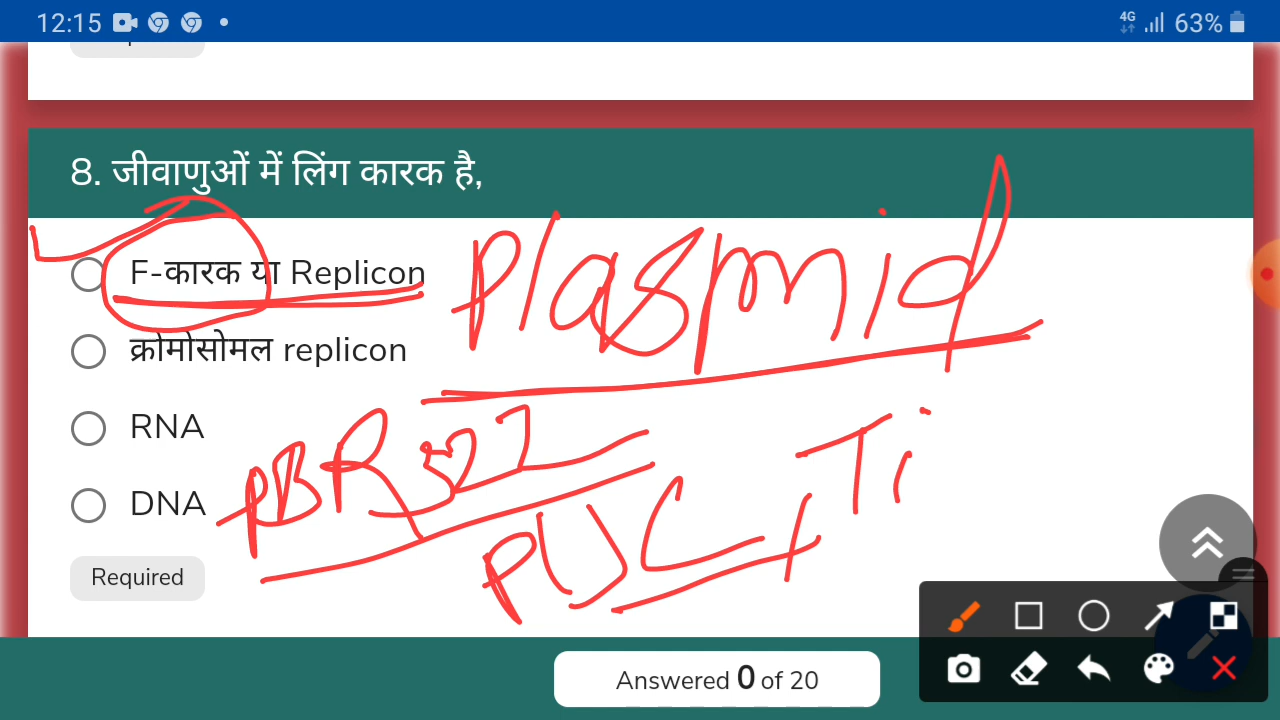 12:15 4G 63%
8. जीवाणुओं में लिंग कारक है,
F-कारक या Replicon
Plasmid
क्रोमोसोमल replicon
RNA
Ti
DNA
PUC
Required
Answered 0 of 20